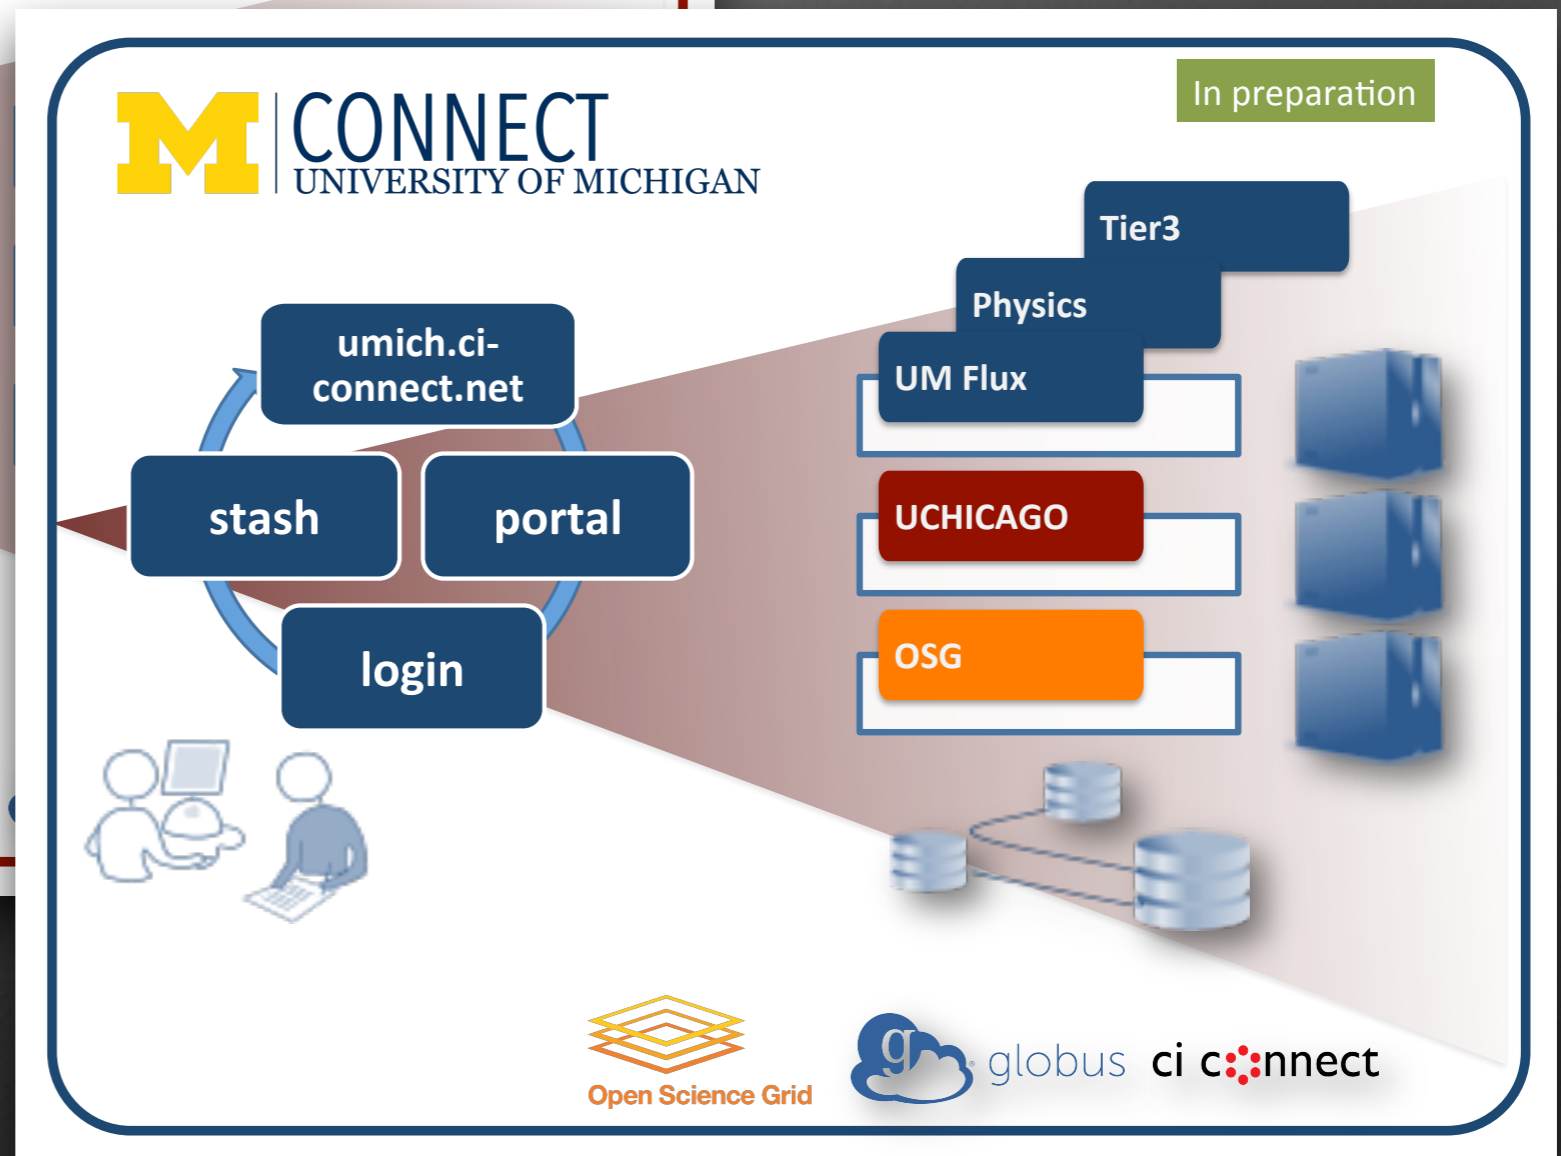 In preparation
M
CONNECT
UNIVERSITY OF MICHIGAN
Tier3
Physics
UM Flux
umich.ci-
connect.net
stash
portal
login
UCHICAGO
OSG
Open Science Grid
g
globus
ci connect